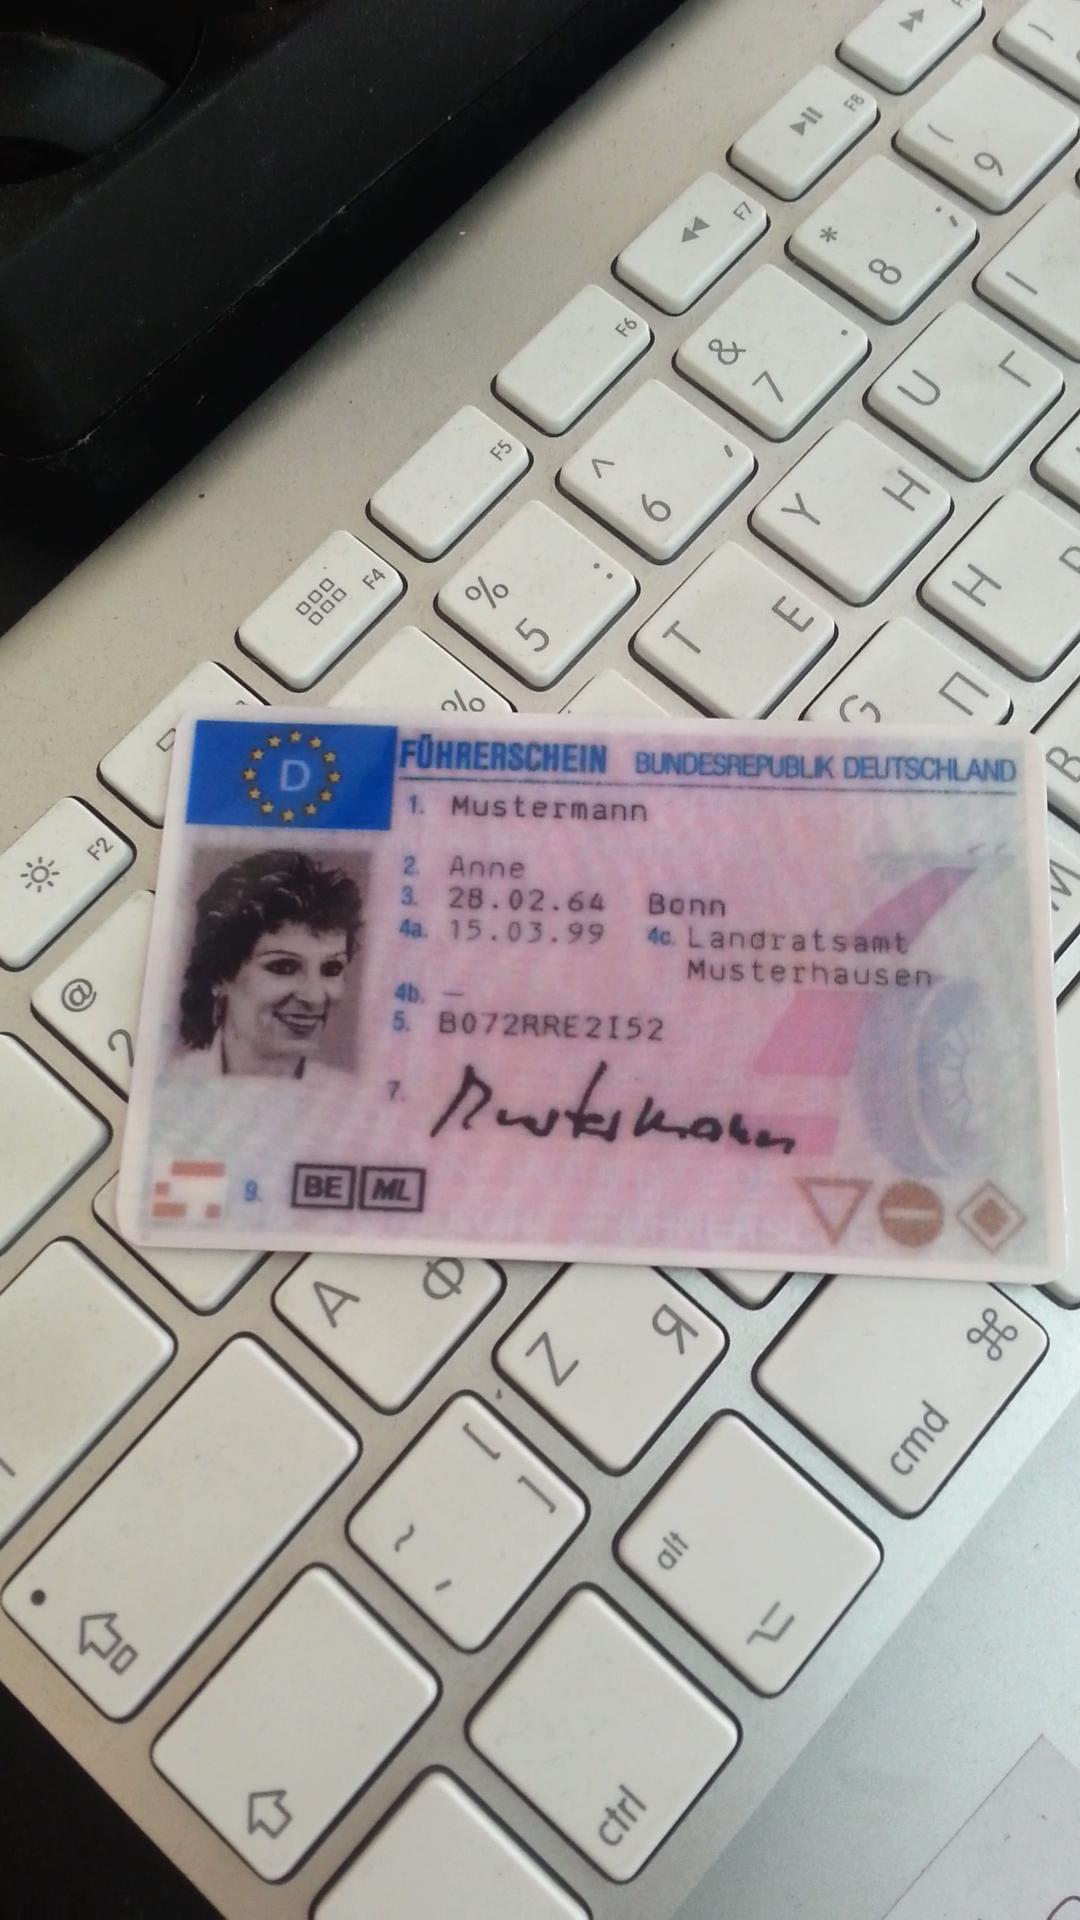 F8
9
F7
*
8
F6
&
7
U Г
F5
^
6
Y Н
F4
%
5
T Е
H Р
G П
%
F2
@
2
D
FÜHRERSCHEIN BUNDESREPUBLIK DEUTSCHLAND
1. Mustermann
2. Anne
3. 28.02.64 Bonn
4a. 15.03.99 4c. Landratsamt
Musterhausen
4b. —
5. B072RRE2I52
7. Mustermann
9. BE ML
A Ф
Z Я
⌘
cmd
[
]
~
alt
⌥
ctrl